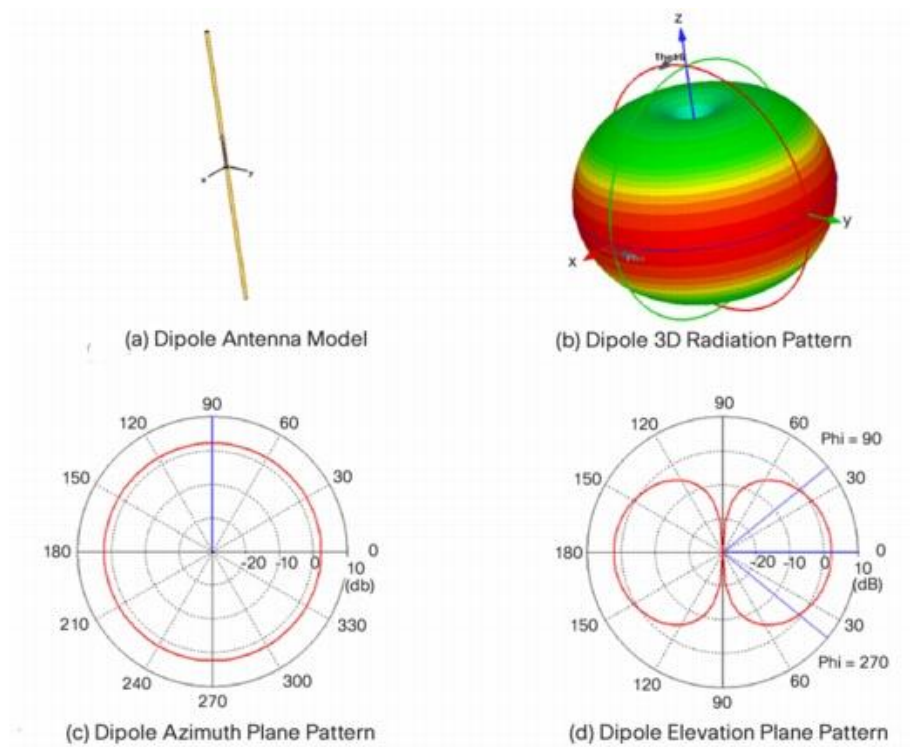 z
Theta
x
y
y
x
(a) Dipole Antenna Model
(b) Dipole 3D Radiation Pattern
90
120
60
150
30
180
-20 -10 0 10
0
(db)
210
330
240
300
270
(c) Dipole Azimuth Plane Pattern
90
120
60
Phi = 90
150
30
180
-20 -10 0 10
0
(dB)
150
30
120
60
Phi = 270
90
(d) Dipole Elevation Plane Pattern